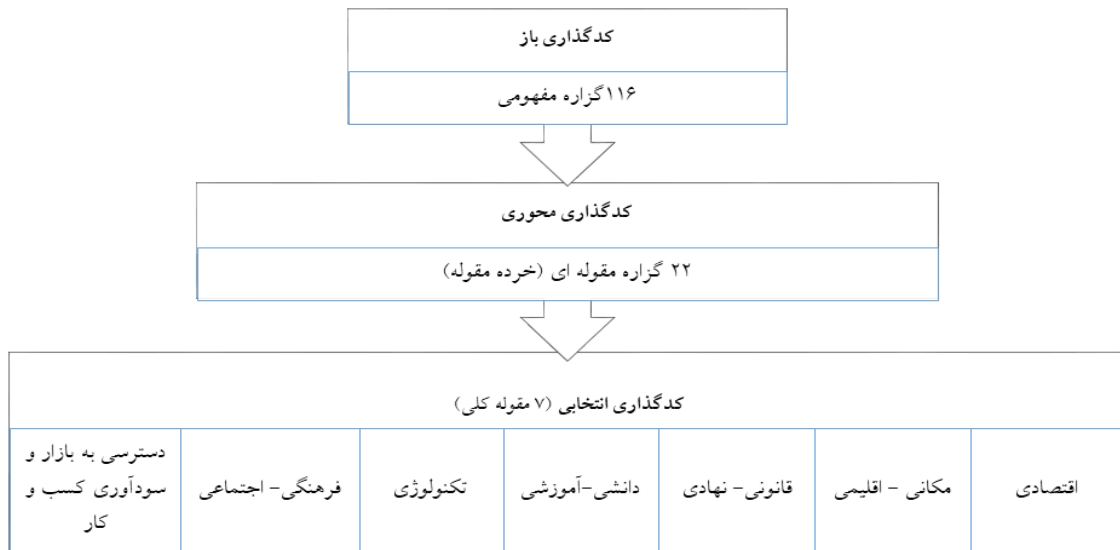 کدگذاری باز
۱۱۶گزاره مفهومی
کدگذاری محوری
۲۲ گزاره مقوله ای (خرده مقوله)
کدگذاری انتخابی (۷ مقوله کلی)
اقتصادی
مکانی – اقلیمی
قانونی– نهادی
دانشی–آموزشی
تکنولوژی
فرهنگی– اجتماعی
دسترسی به بازار و
سودآوری کسب و
کار